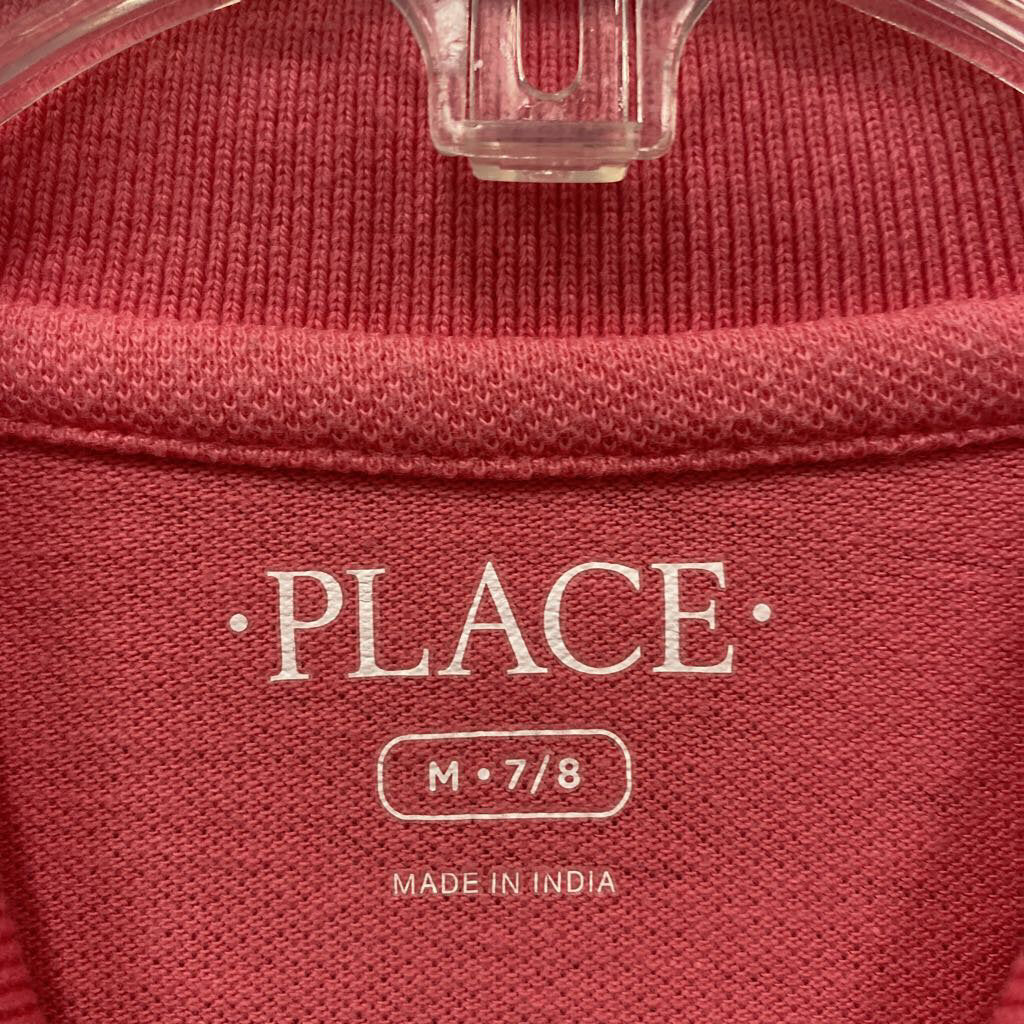 ·PLACE·
M • 7/8
MADE IN INDIA